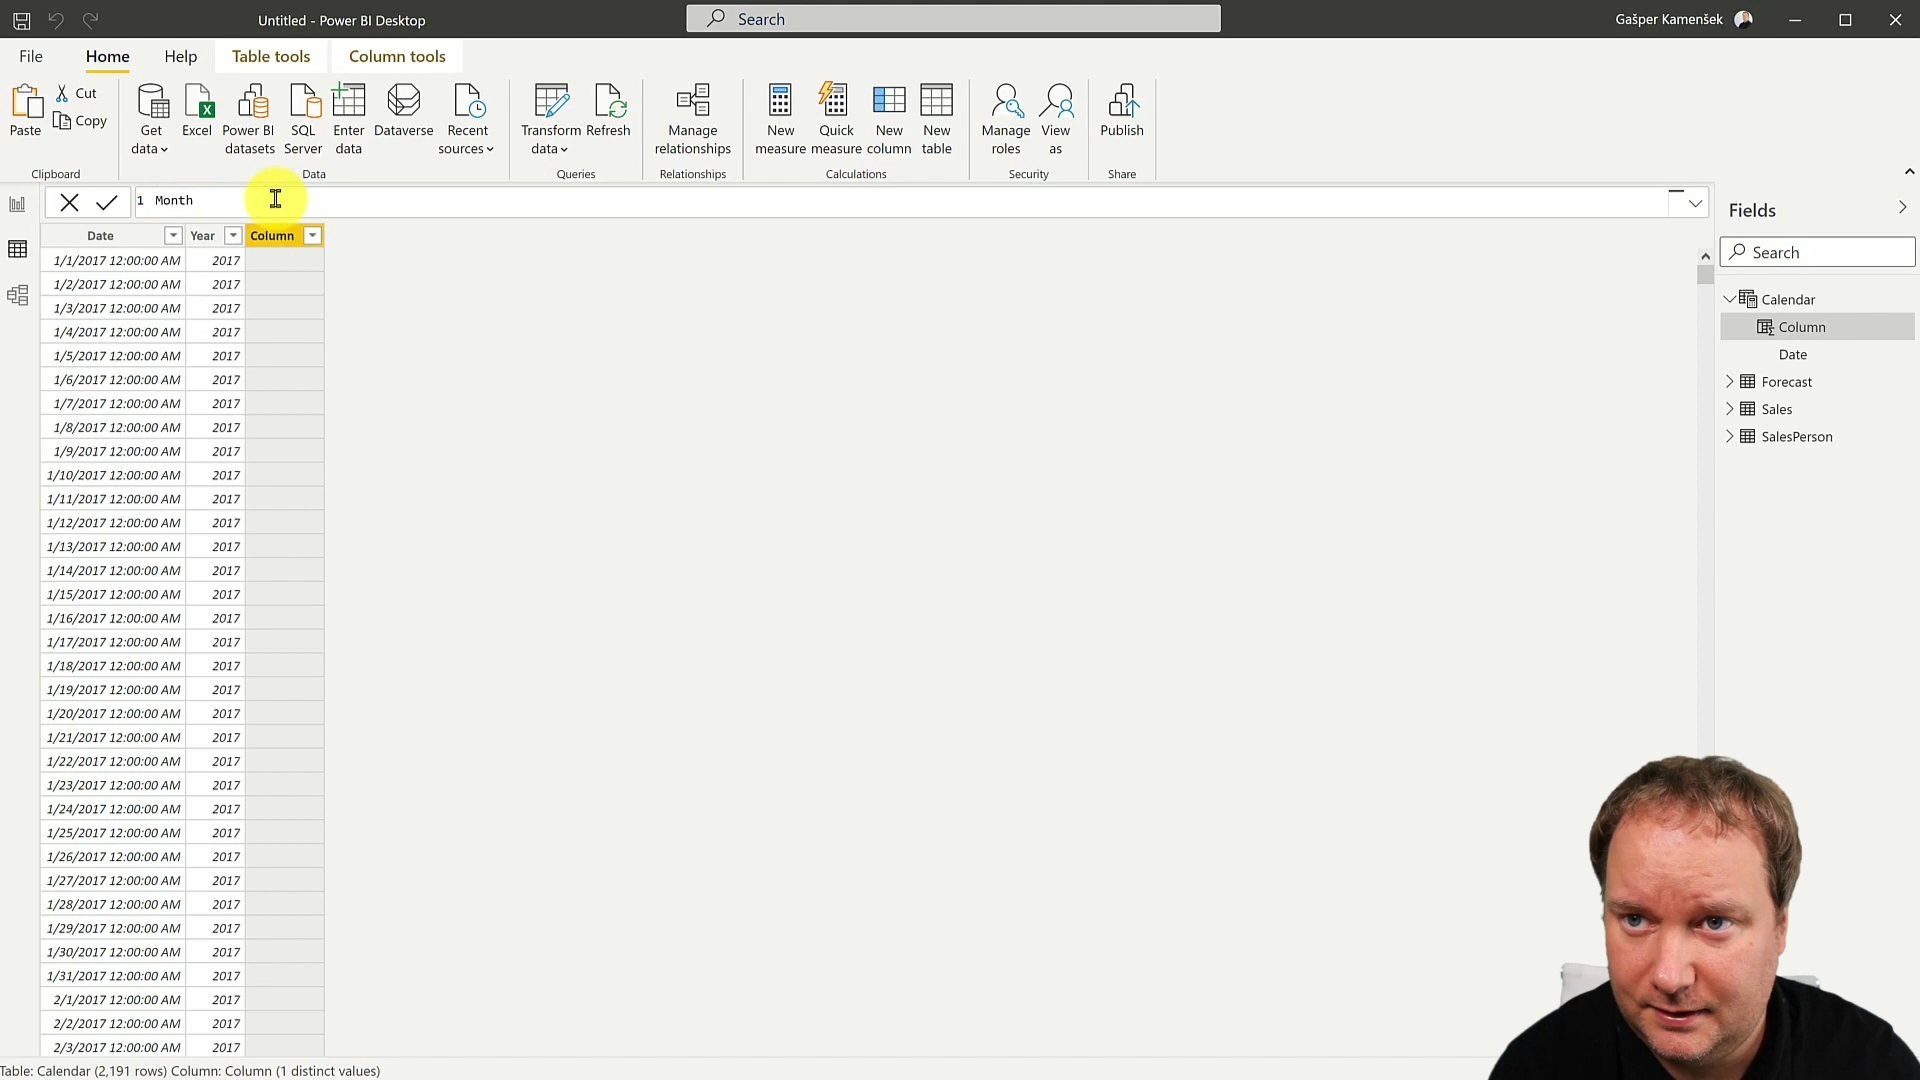 Untitled - Power BI Desktop
Search
Gašper Kamenšek
File
Home
Help
Table tools
Column tools
Paste
Cut
Copy
Get data
Excel
Power BI datasets
SQL Server
Enter data
Dataverse
Recent sources
Transform data
Refresh
Manage relationships
New measure
Quick measure
New column
New table
Manage roles
View as
Publish
Clipboard
Data
Queries
Relationships
Calculations
Security
Share
1 Month
Date Year Column
1/1/2017 12:00:00 AM 2017
1/2/2017 12:00:00 AM 2017
1/3/2017 12:00:00 AM 2017
1/4/2017 12:00:00 AM 2017
1/5/2017 12:00:00 AM 2017
1/6/2017 12:00:00 AM 2017
1/7/2017 12:00:00 AM 2017
1/8/2017 12:00:00 AM 2017
1/9/2017 12:00:00 AM 2017
1/10/2017 12:00:00 AM 2017
1/11/2017 12:00:00 AM 2017
1/12/2017 12:00:00 AM 2017
1/13/2017 12:00:00 AM 2017
1/14/2017 12:00:00 AM 2017
1/15/2017 12:00:00 AM 2017
1/16/2017 12:00:00 AM 2017
1/17/2017 12:00:00 AM 2017
1/18/2017 12:00:00 AM 2017
1/19/2017 12:00:00 AM 2017
1/20/2017 12:00:00 AM 2017
1/21/2017 12:00:00 AM 2017
1/22/2017 12:00:00 AM 2017
1/23/2017 12:00:00 AM 2017
1/24/2017 12:00:00 AM 2017
1/25/2017 12:00:00 AM 2017
1/26/2017 12:00:00 AM 2017
1/27/2017 12:00:00 AM 2017
1/28/2017 12:00:00 AM 2017
1/29/2017 12:00:00 AM 2017
1/30/2017 12:00:00 AM 2017
1/31/2017 12:00:00 AM 2017
2/1/2017 12:00:00 AM 2017
2/2/2017 12:00:00 AM 2017
2/3/2017 12:00:00 AM 2017
Fields
Search
Calendar
Column
Date
Forecast
Sales
SalesPerson
Table: Calendar (2,191 rows) Column: Column (1 distinct values)